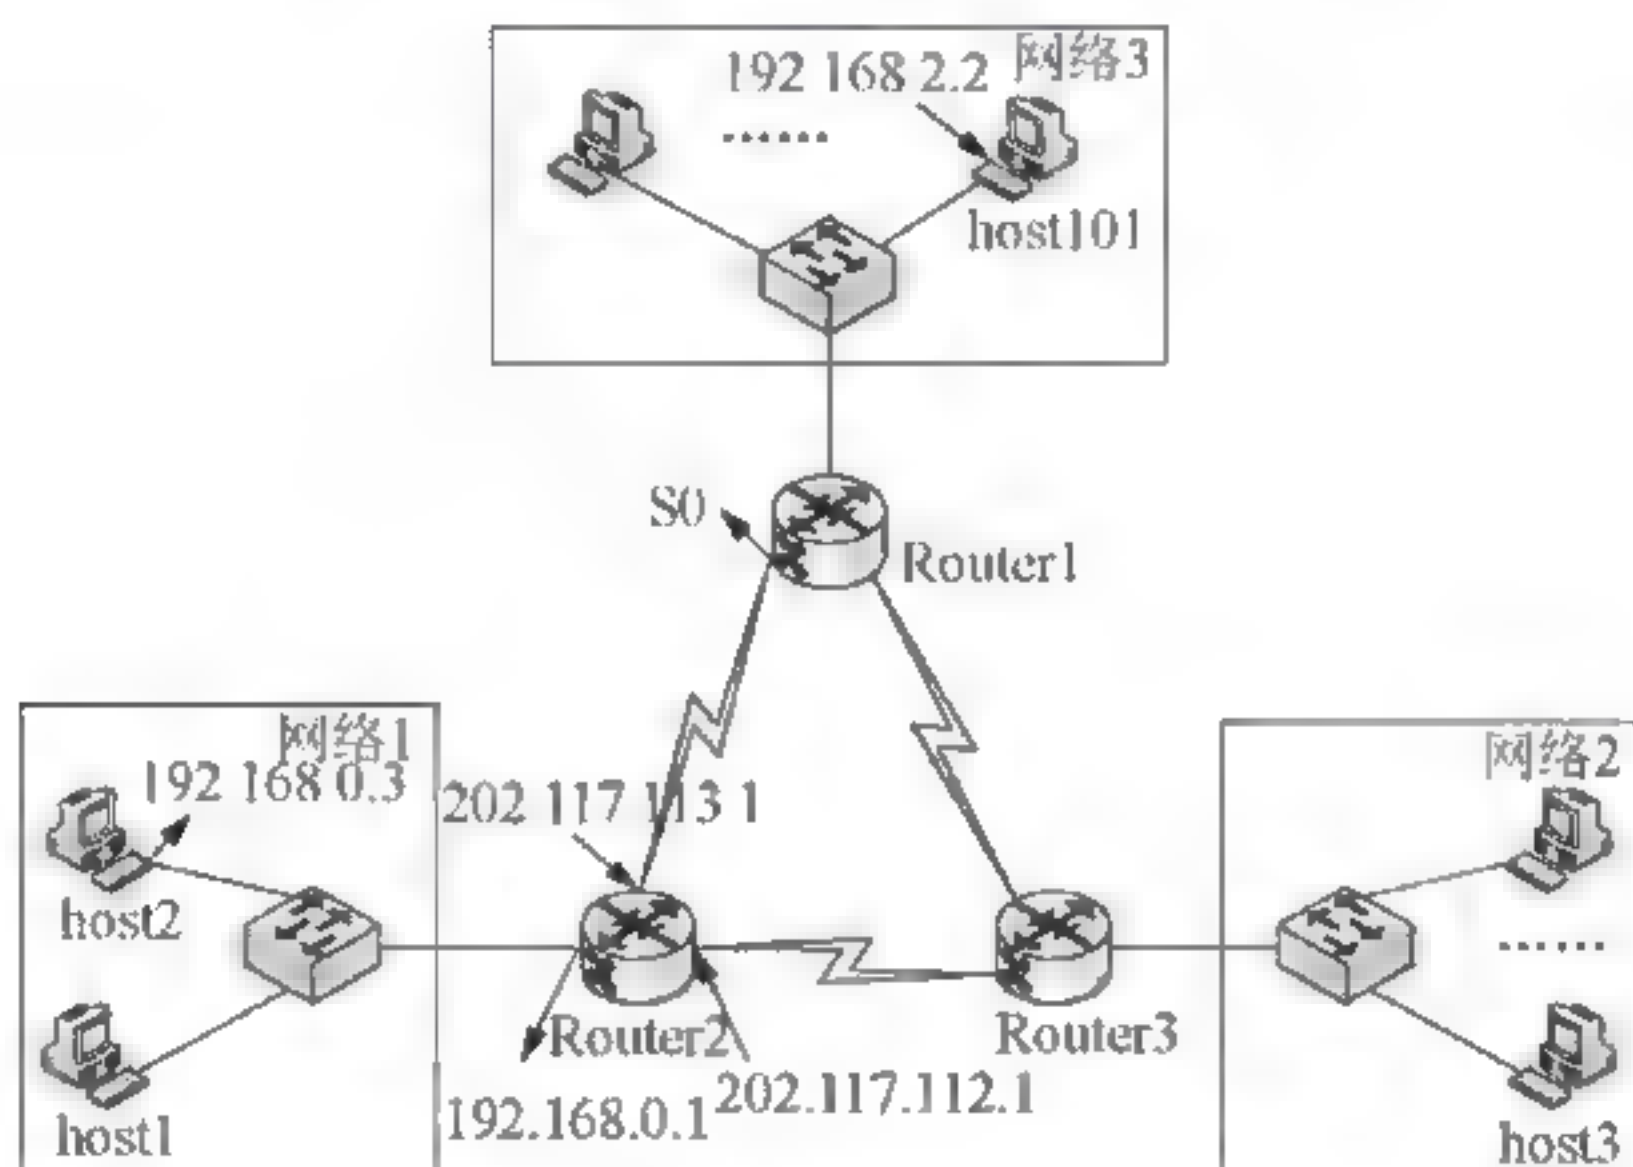 网络3
192 168 2.2
host101
S0
Router1
网络1
192 168 0.3
202 117 113 1
网络2
host2
Router2
Router3
202.117.112.1
192.168.0.1
host1
host3